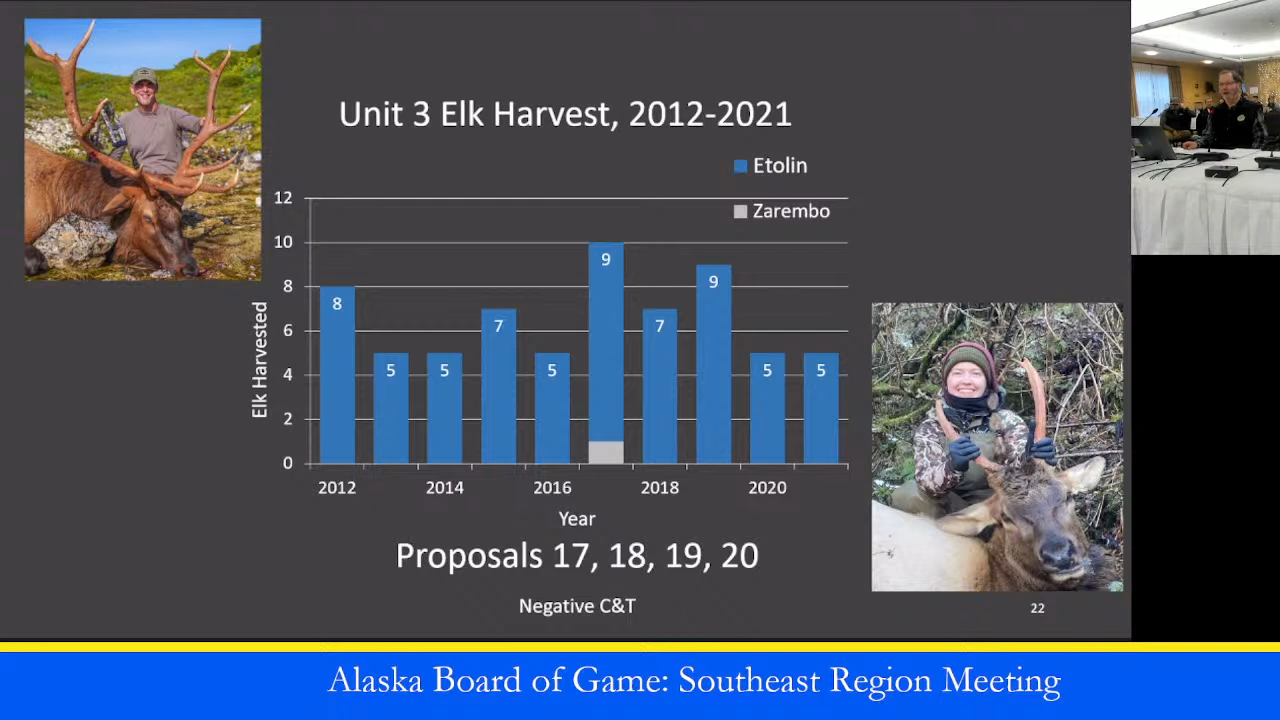 Unit 3 Elk Harvest, 2012-2021
Etolin
Zarembo
12
10
8
6
4
2
0
Elk Harvested
8
5
5
7
5
9
7
9
5
5
2012
2014
2016
2018
2020
Year
Proposals 17, 18, 19, 20
Negative C&T
22
Alaska Board of Game: Southeast Region Meeting